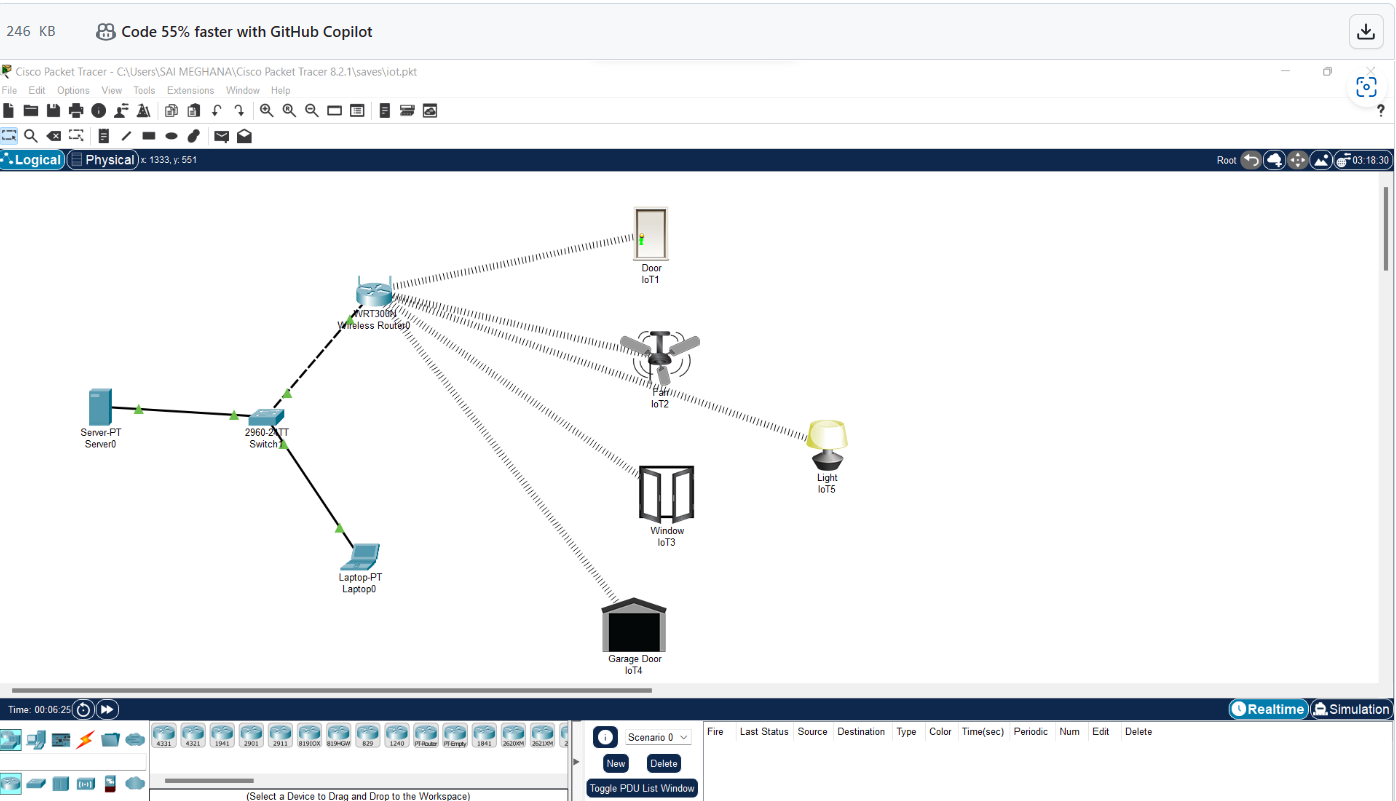 246 KB Code 55% faster with GitHub Copilot
Cisco Packet Tracer - C:\Users\SAI MEGHANA\Cisco Packet Tracer 8.2.1\saves\iot.pkt
File Edit Options View Tools Extensions Window Help
?
Logical Physical x: 1333, y: 551 Root 03:18:30
Door
IoT1
WRT300N
Wireless Router0
Fan
IoT2
Server-PT
Server0
2960-24TT
Switch1
Light
IoT5
Window
IoT3
Laptop-PT
Laptop0
Garage Door
IoT4
Time: 00:06:25 Realtime Simulation
4331 4321 1941 2901 2911 819IOX 819HGW 829 1240 PT-Router PT-Empty 1841 2620XM 2621XM 2
Scenario 0
New Delete
Toggle PDU List Window
Fire Last Status Source Destination Type Color Time(sec) Periodic Num Edit Delete
(Select a Device to Drag and Drop to the Workspace)